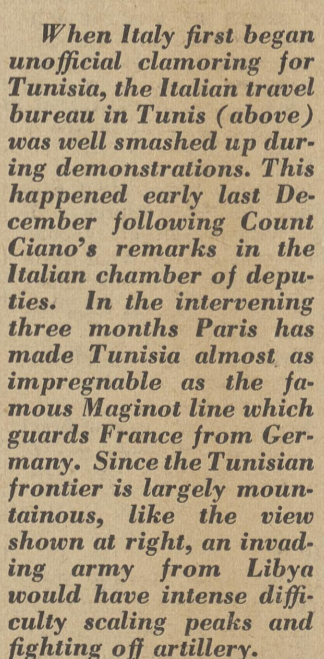 When Italy first began
unofficial clamoring for
Tunisia, the Italian travel
bureau in Tunis (above)
was well smashed up dur-
ing demonstrations. This
happened early last De-
cember following Count
Ciano's remarks in the
Italian chamber of depu-
ties. In the intervening
three months Paris has
made Tunisia almost as
impregnable as the fa-
mous Maginot line which
guards France from Ger-
many. Since the Tunisian
frontier is largely moun-
tainous, like the view
shown at right, an invad-
ing army from Libya
would have intense diffi-
culty scaling peaks and
fighting off artillery.